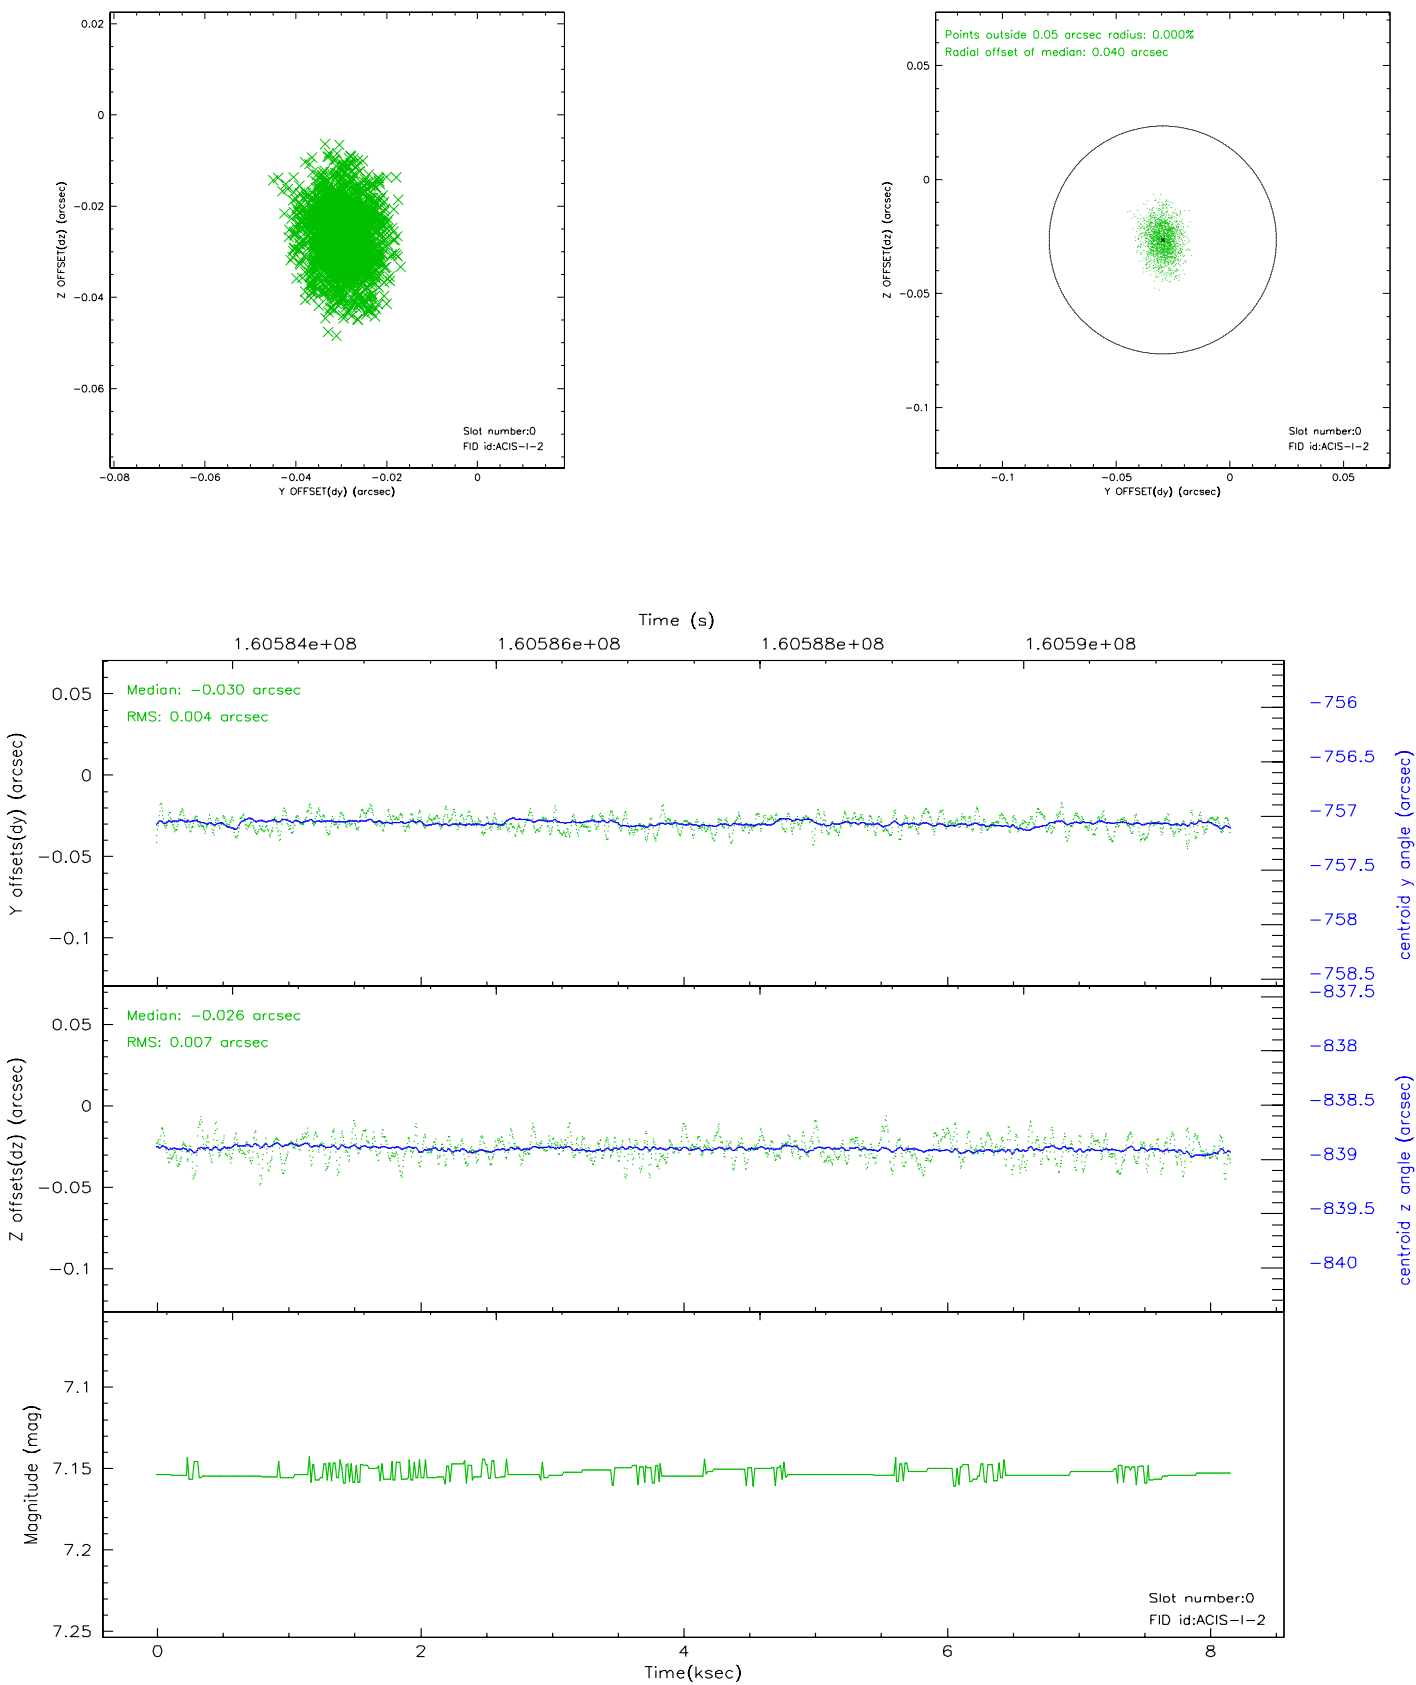 0.02
0
-0.02
-0.04
-0.06
Z OFFSET(dz) (arcsec)
Slot number:0
FID id:ACIS-I-2
-0.08 -0.06 -0.04 -0.02 0
Y OFFSET(dy) (arcsec)
Points outside 0.05 arcsec radius: 0.000%
Radial offset of median: 0.040 arcsec
0.05
0
-0.05
-0.1
Z OFFSET(dz) (arcsec)
Slot number:0
FID id:ACIS-I-2
-0.1 -0.05 0 0.05
Y OFFSET(dy) (arcsec)
Time (s)
1.60584e+08 1.60586e+08 1.60588e+08 1.6059e+08
Median: -0.030 arcsec
RMS: 0.004 arcsec
0.05
0
-0.05
-0.1
Y offsets(dy) (arcsec)
-756
-756.5
-757
-757.5
-758
-758.5
centroid y angle (arcsec)
Median: -0.026 arcsec
RMS: 0.007 arcsec
0.05
0
-0.05
-0.1
Z offsets(dz) (arcsec)
-837.5
-838
-838.5
-839
-839.5
-840
centroid z angle (arcsec)
7.1
7.15
7.2
7.25
Magnitude (mag)
Slot number:0
FID id:ACIS-I-2
0 2 4 6 8
Time(ksec)